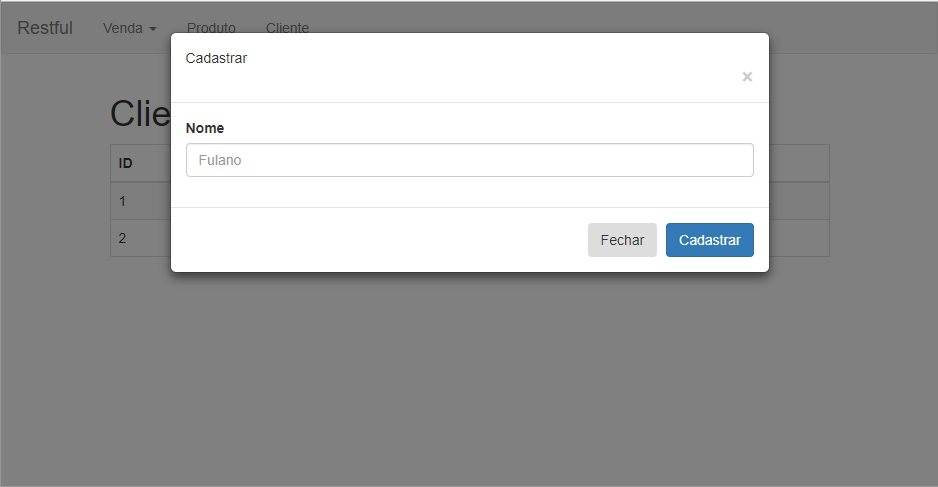 Restful Venda Produto Cliente
Cadastrar
×
Clie
Nome
ID
Fulano
1
2
Fechar Cadastrar